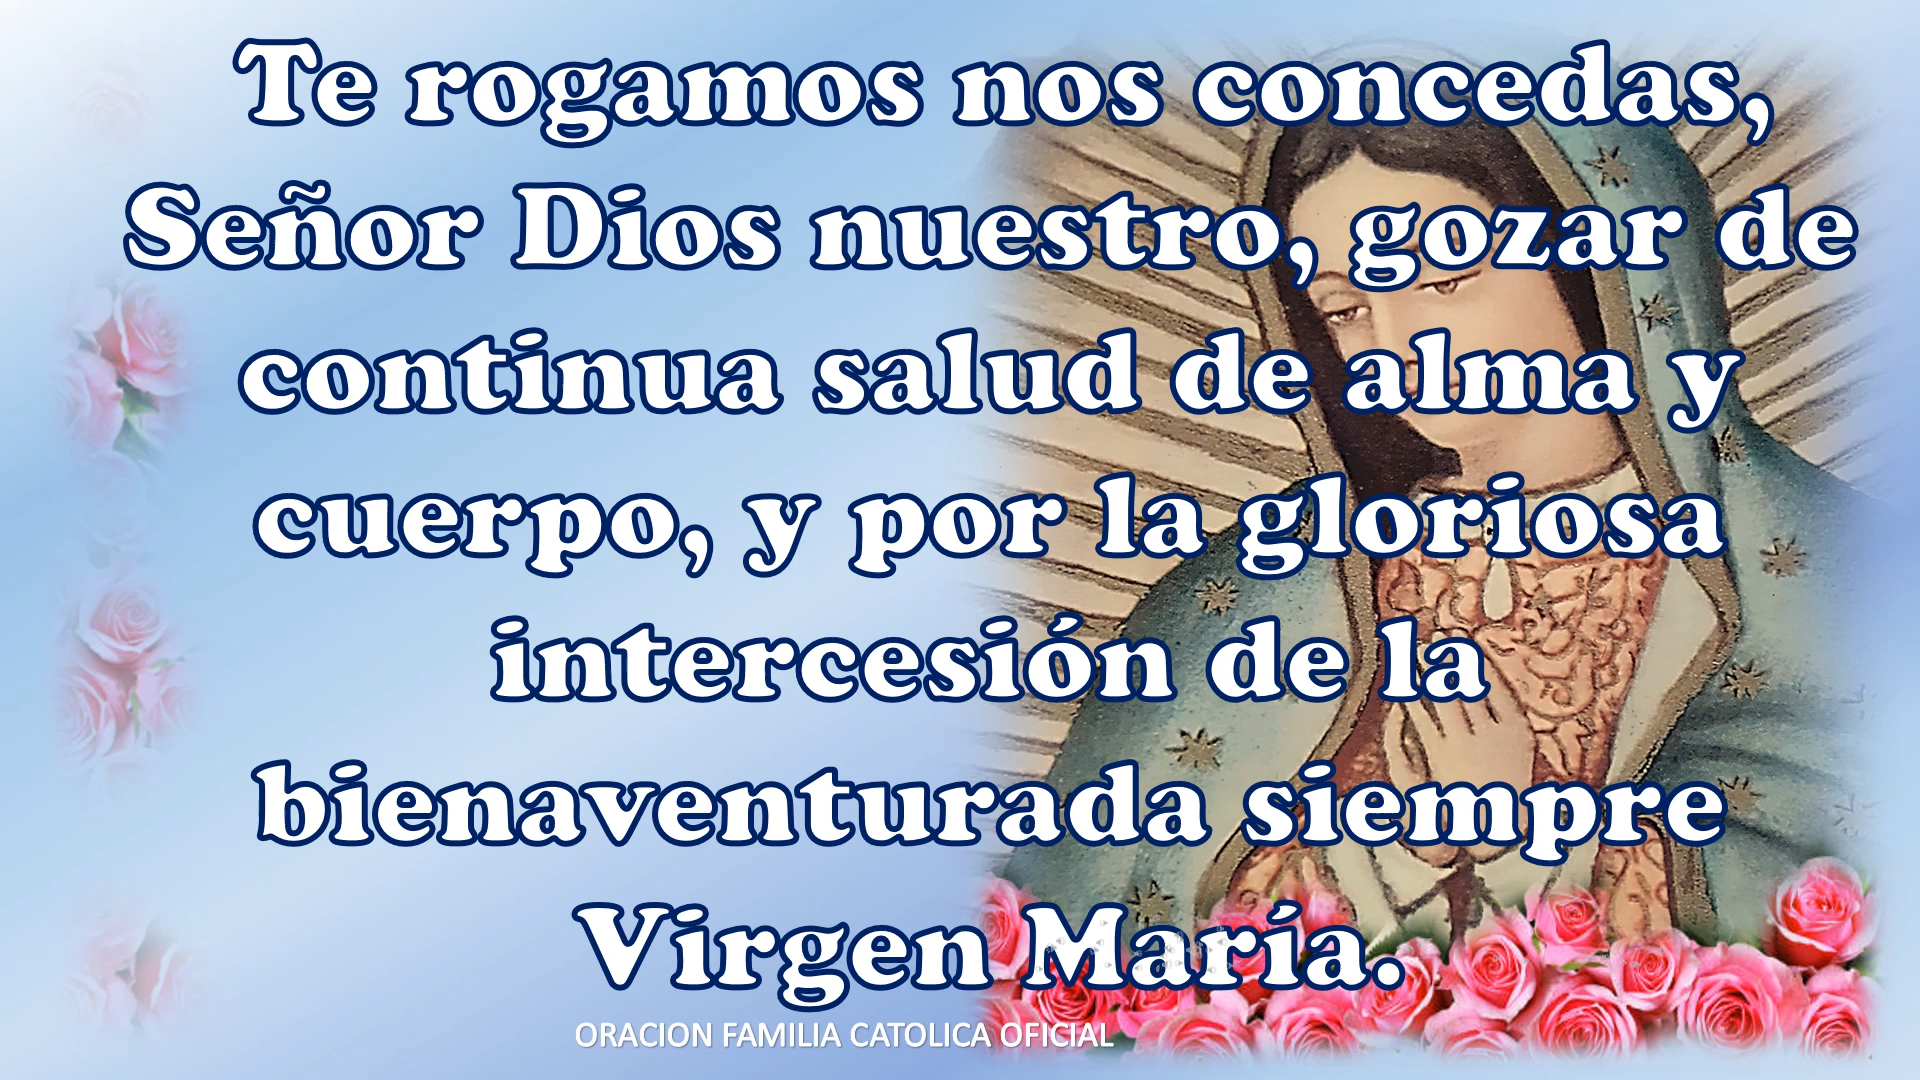 Te rogamos nos concedas,
Señor Dios nuestro, gozar de
continua salud de alma y
cuerpo, y por la gloriosa
intercesión de la
bienaventurada siempre
Virgen María.
ORACION FAMILIA CATOLICA OFICIAL